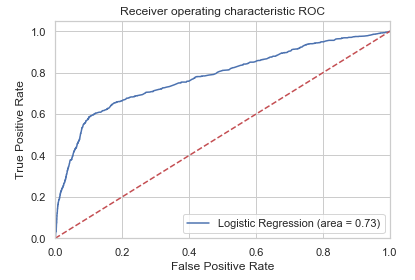 Receiver operating characteristic ROC
True Positive Rate
1.0
0.8
0.6
0.4
0.2
0.0
Logistic Regression (area = 0.73)
0.0 0.2 0.4 0.6 0.8 1.0
False Positive Rate